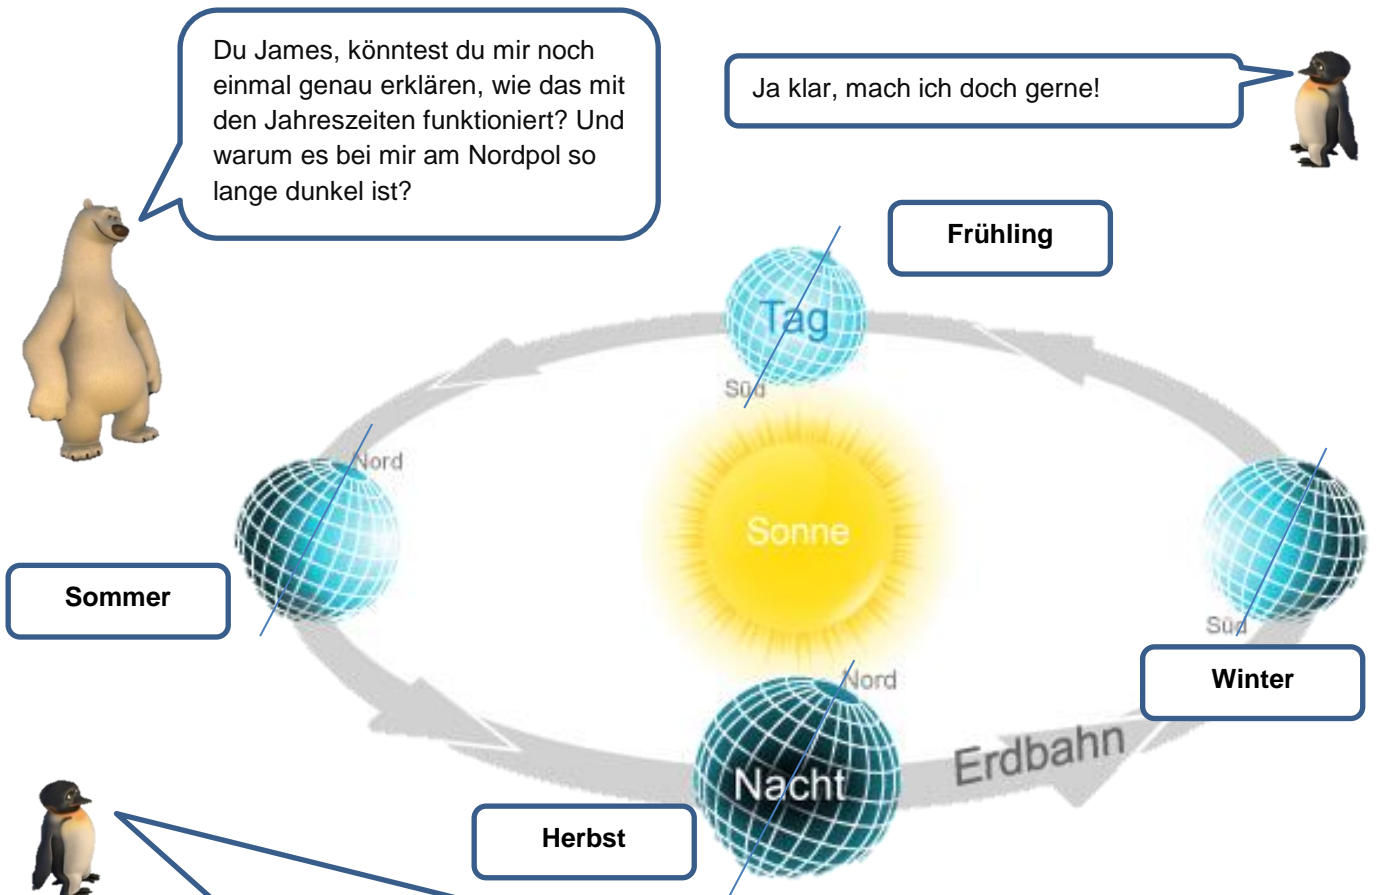 Du James, könntest du mir noch
einmal genau erklären, wie das mit
den Jahreszeiten funktioniert? Und
warum es bei mir am Nordpol so
lange dunkel ist?
Ja klar, mach ich doch gerne!
Frühling
Tag
Süd
Nord
Sonne
Sommer
Süd
Winter
Nord
Erdbahn
Nacht
Herbst